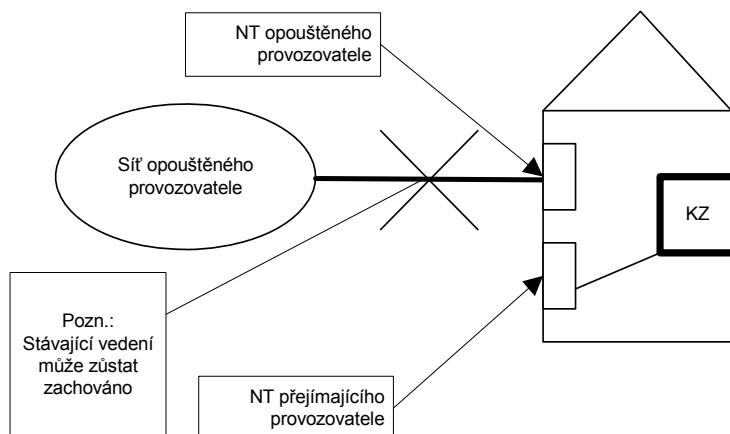 NT opouštěného
provozovatele
Síť opouštěného
provozovatele
KZ
Pozn.:
Stávající vedení
může zůstat
zachováno
NT přejímajícího
provozovatele